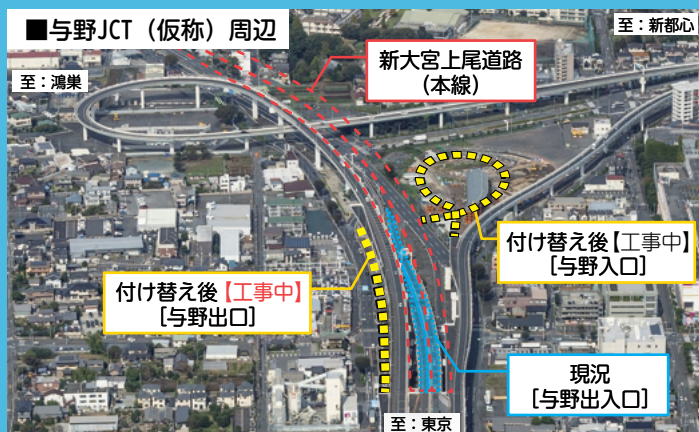 ■与野JCT（仮称）周辺
至：新都心
至：鴻巣
新大宮上尾道路
（本線）
付け替え後【工事中】
［与野入口］
付け替え後【工事中】
［与野出口］
現況
［与野出入口］
至：東京